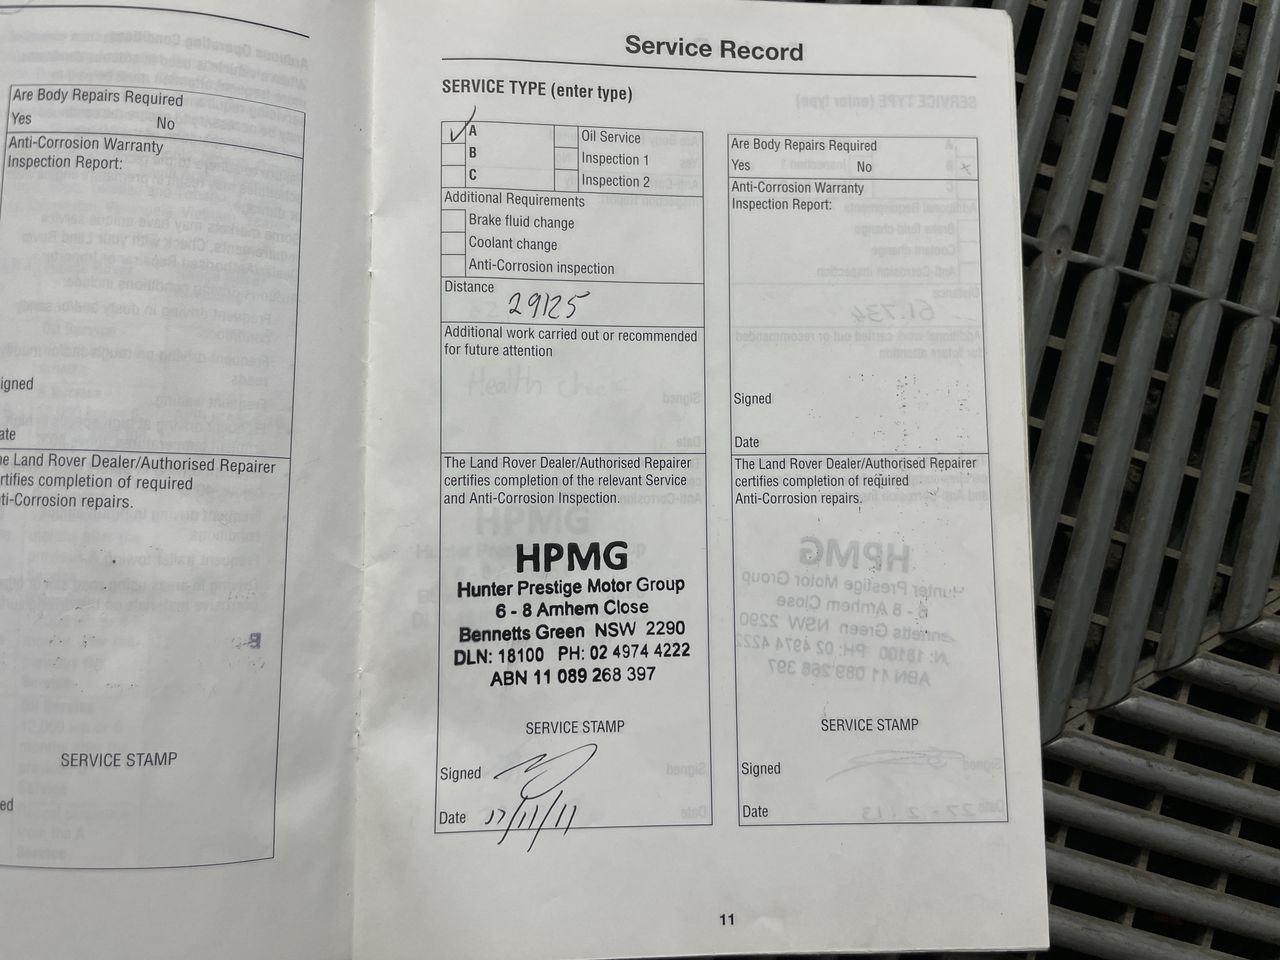 Are Body Repairs Required
Yes No
Anti-Corrosion Warranty
Inspection Report:
igned
ate
e Land Rover Dealer/Authorised Repairer
rtifies completion of required
ti-Corrosion repairs.
SERVICE STAMP
ed
Service Record
SERVICE TYPE (enter type)
A
B
C
Oil Service
Inspection 1
Inspection 2
Additional Requirements
Brake fluid change
Coolant change
Anti-Corrosion inspection
Distance
29125
Additional work carried out or recommended
for future attention
Health check
The Land Rover Dealer/Authorised Repairer
certifies completion of the relevant Service
and Anti-Corrosion Inspection.
HPMG
Hunter Prestige Motor Group
6 - 8 Arnhem Close
Bennetts Green NSW 2290
DLN: 18100 PH: 02 4974 4222
ABN 11 089 268 397
SERVICE STAMP
Signed
Date 17/11/11
Are Body Repairs Required
Yes No
Anti-Corrosion Warranty
Inspection Report:
Signed
Date
The Land Rover Dealer/Authorised Repairer
certifies completion of required
Anti-Corrosion repairs.
SERVICE STAMP
Signed
Date
11